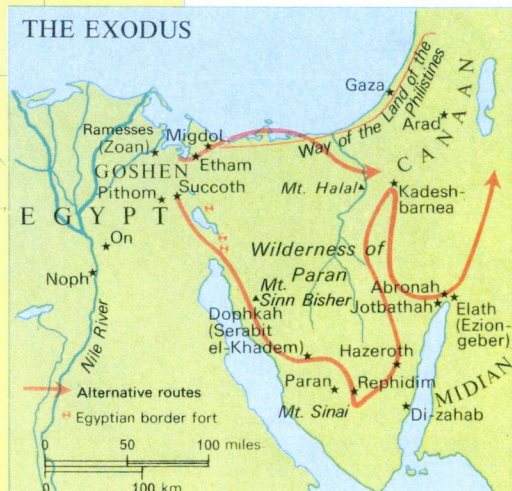 THE EXODUS
Gaza
Way of the Land of the
Philistines
CANAAN
Arad
Ramesses
(Zoan)
Migdol
Etham
GOSHEN
Pithom
Succoth
Mt. Halal
Kadesh-
barnea
EGYPT
On
Wilderness of
Paran
Noph
Mt.
Sinn Bisher
Abronah
Jotbathah
Elath
(Ezion-
geber)
Dophkah
(Serabit
el-Khadem)
Hazeroth
Nile River
Paran
Rephidim
MIDIAN
Mt. Sinai
Di-zahab
Alternative routes
Egyptian border fort
0 50 100 miles
0 100 km